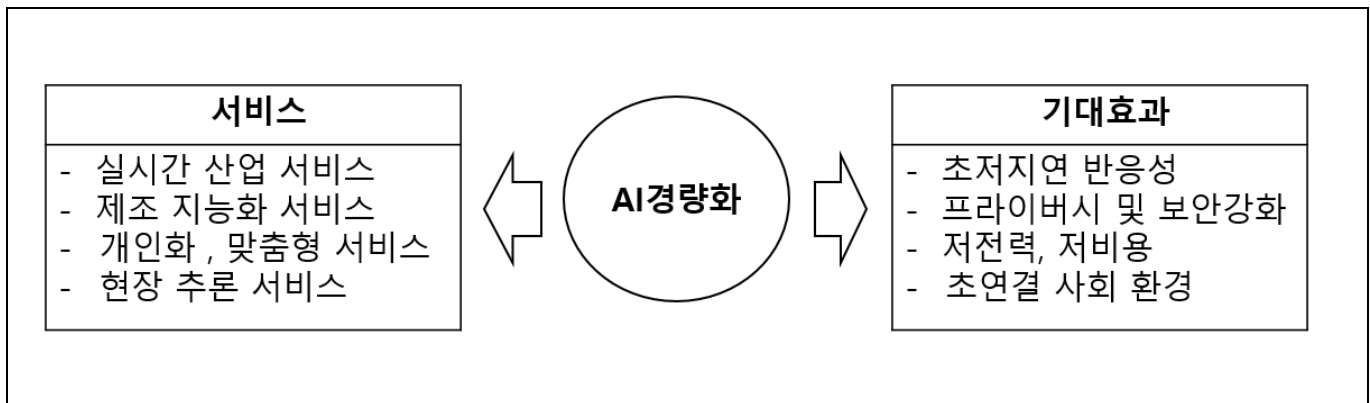 서비스
- 실시간 산업 서비스
- 제조 지능화 서비스
- 개인화 , 맞춤형 서비스
- 현장 추론 서비스
AI경량화
기대효과
- 초저지연 반응성
- 프라이버시 및 보안강화
- 저전력, 저비용
- 초연결 사회 환경